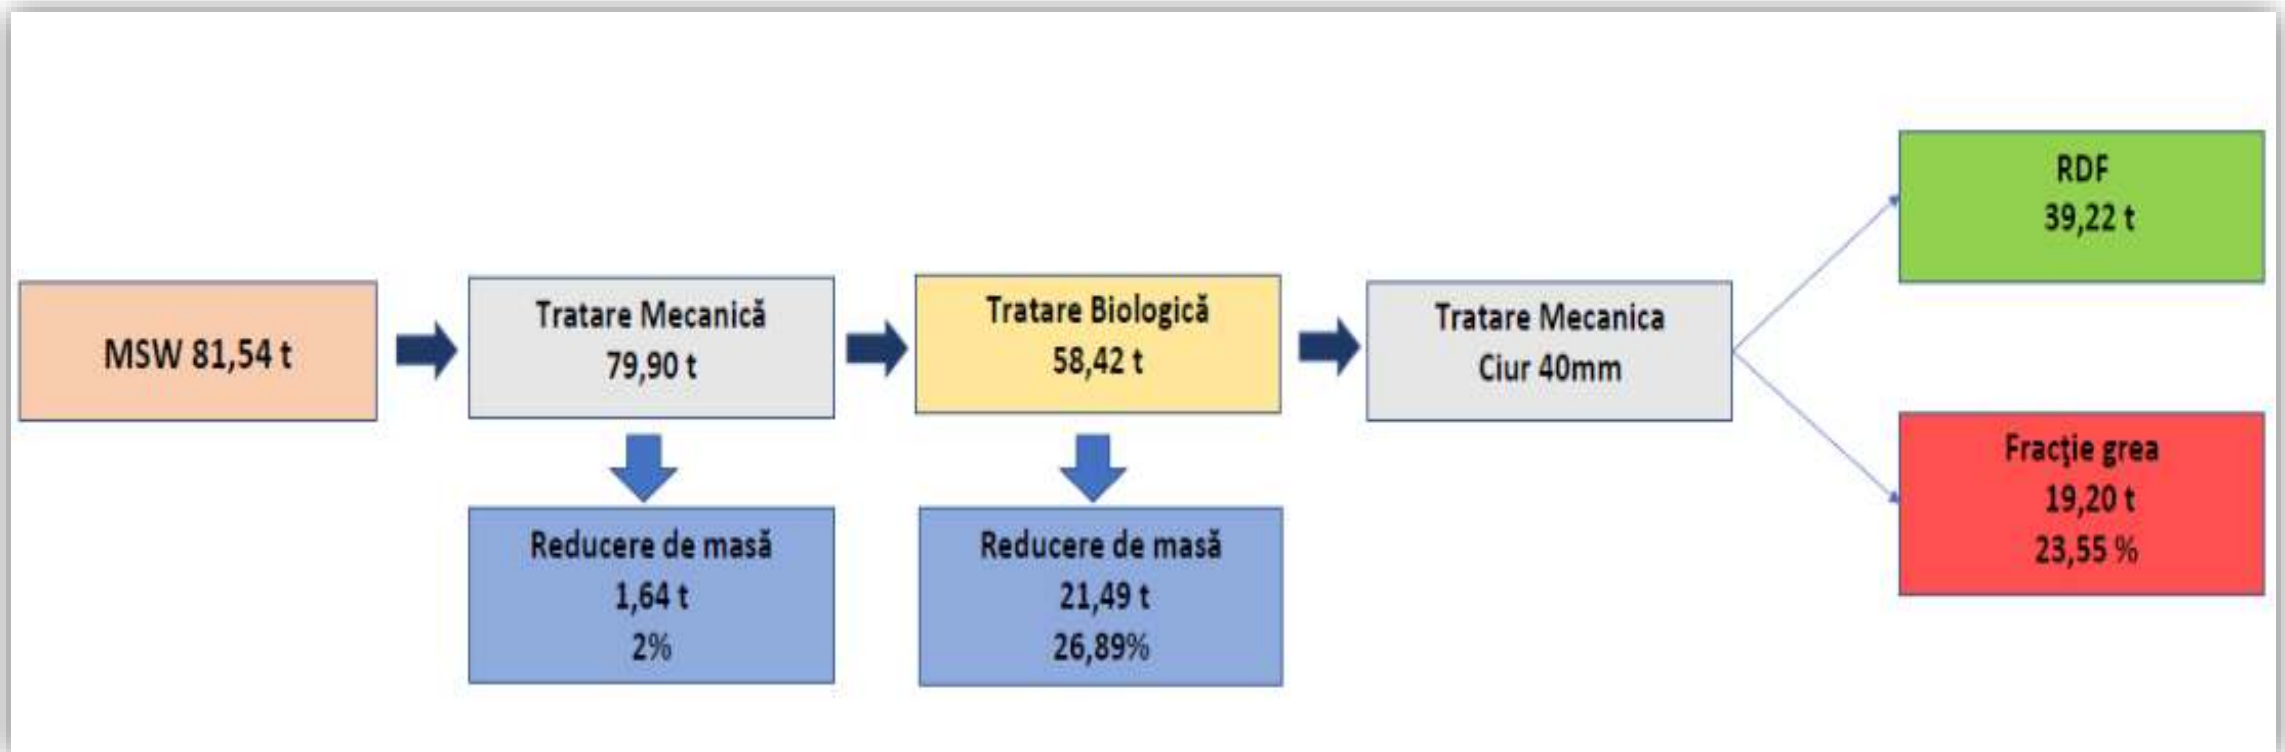 MSW 81,54 t
Tratare Mecanică
79,90 t
Reducere de masă
1,64 t
2%
Tratare Biologică
58,42 t
Reducere de masă
21,49 t
26,89%
Tratare Mecanica
Ciur 40mm
RDF
39,22 t
Fracţie grea
19,20 t
23,55 %